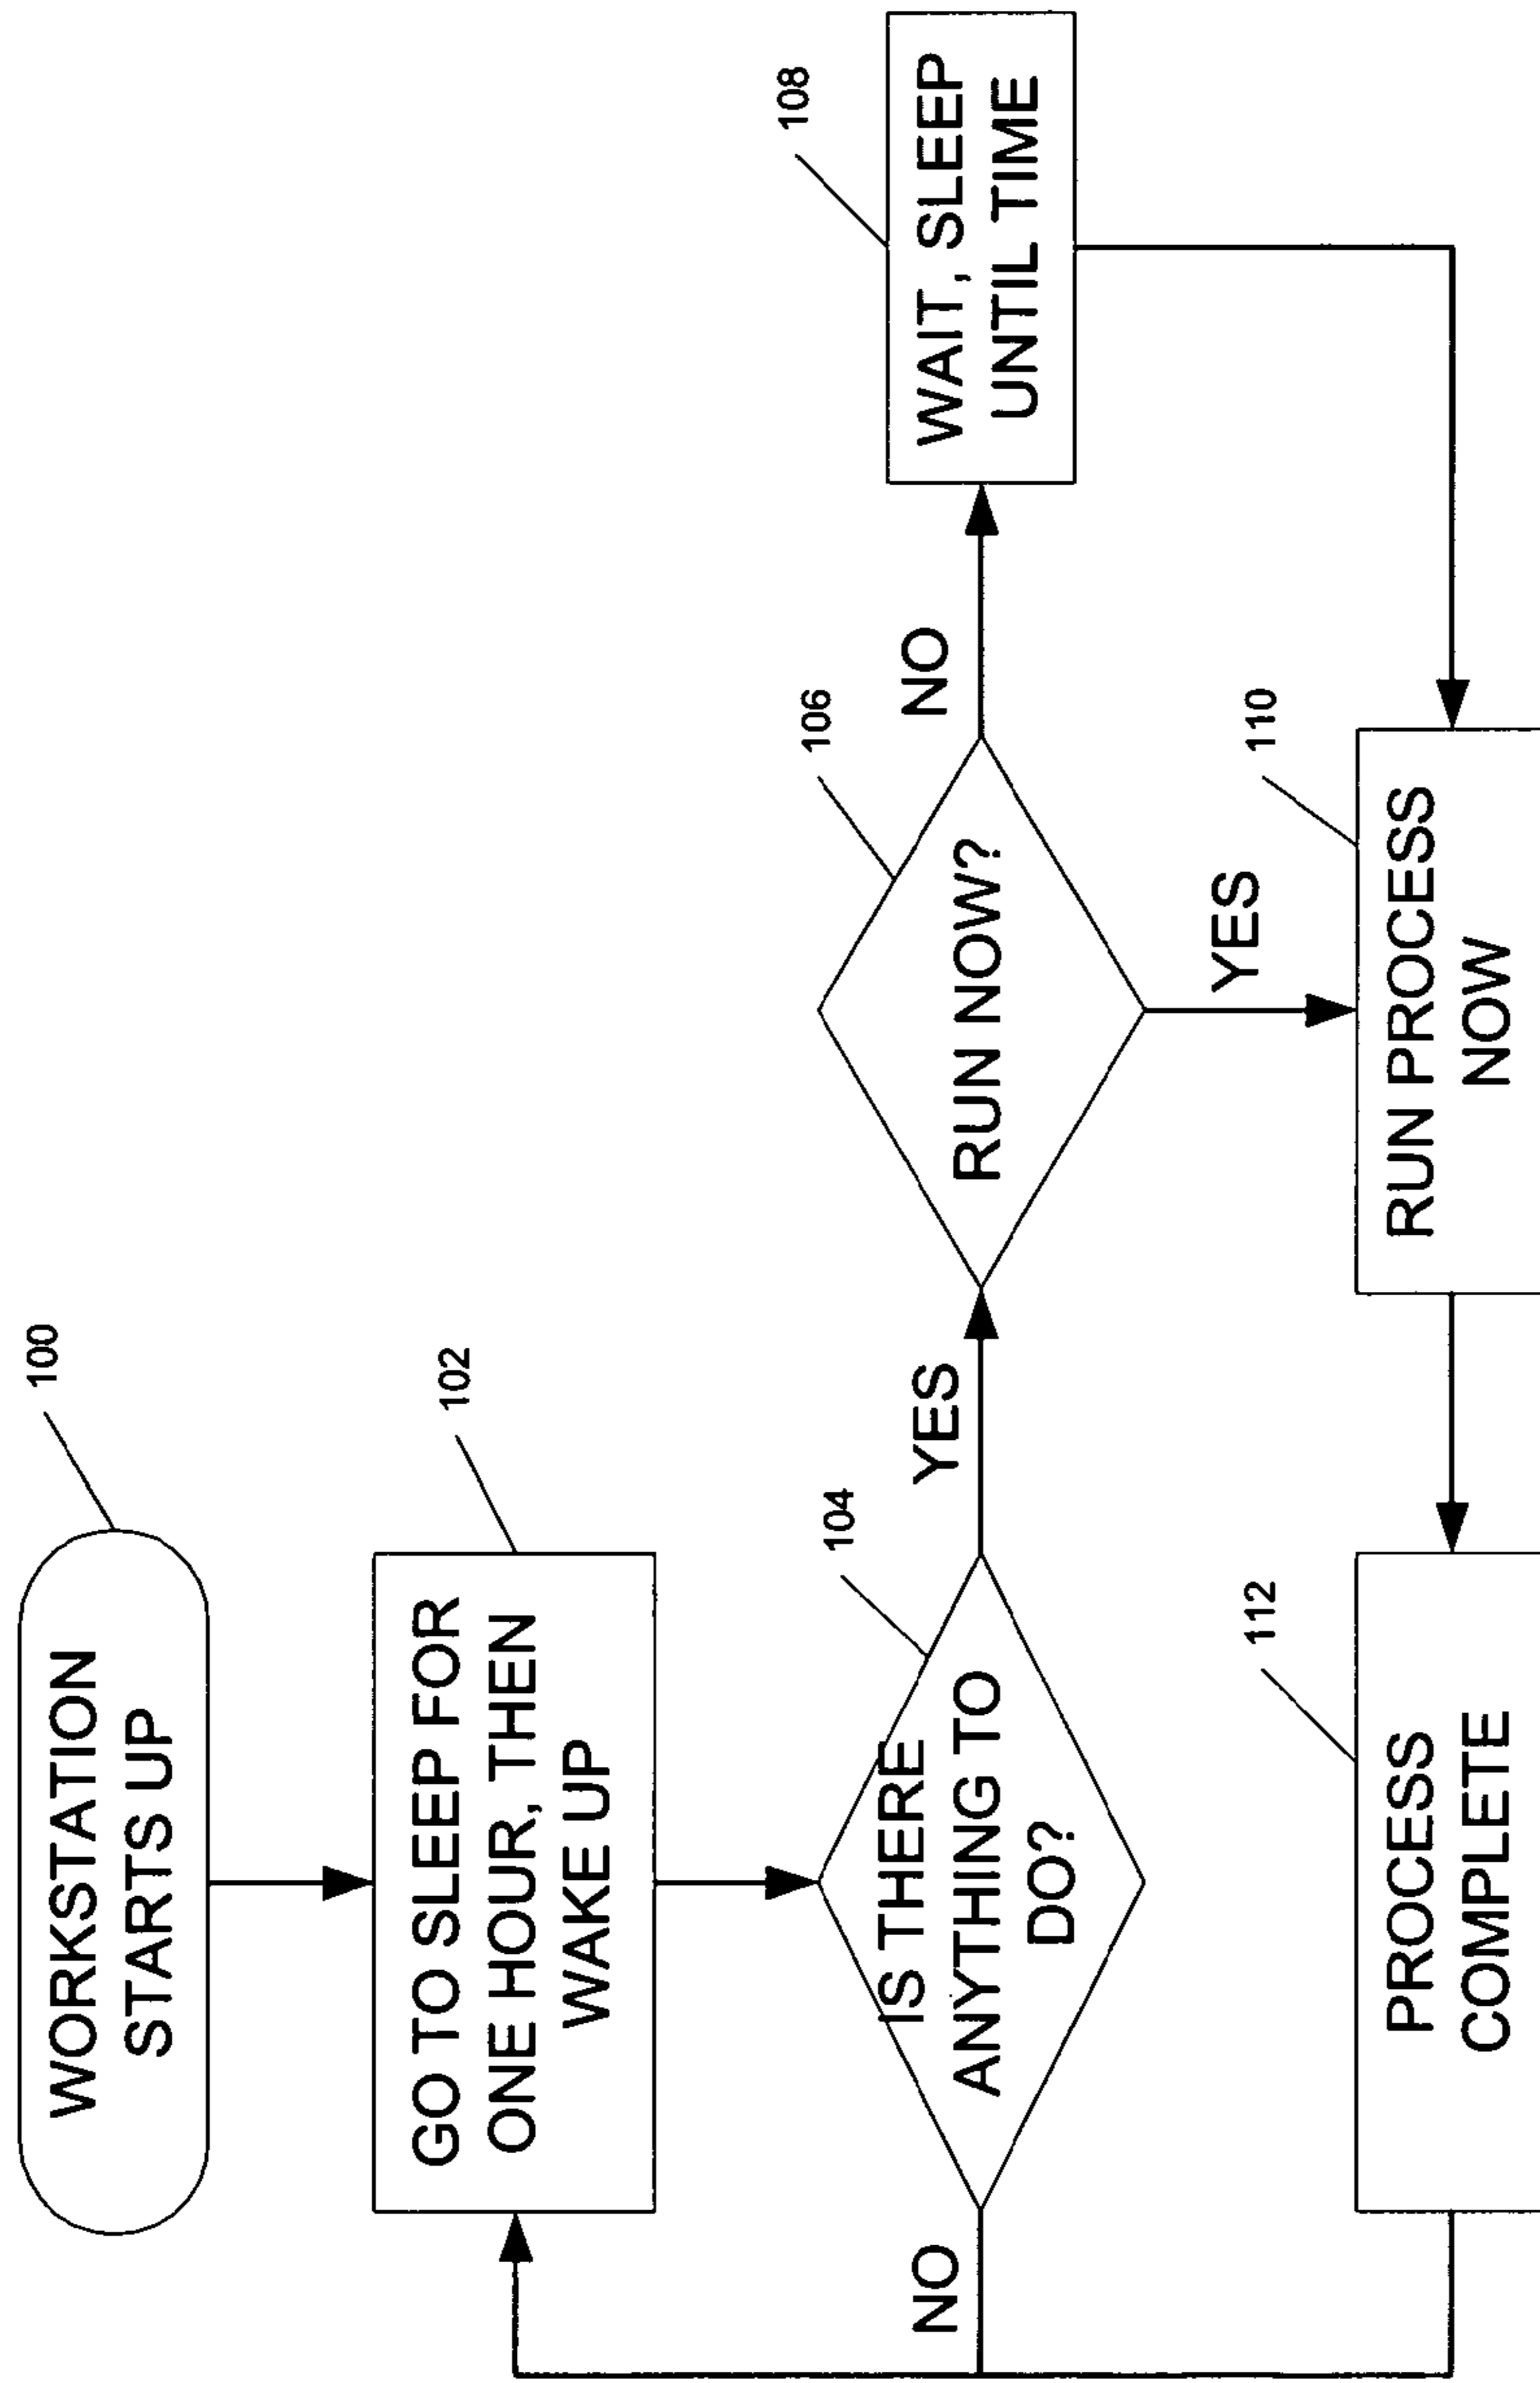 100
WORKSTATION
STARTS UP
102
GO TO SLEEP FOR
ONE HOUR, THEN
WAKE UP
104
IS THERE
ANYTHING TO
DO?
NO
YES
106
RUN NOW?
NO
YES
108
WAIT, SLEEP
UNTIL TIME
110
RUN PROCESS
NOW
112
PROCESS
COMPLETE